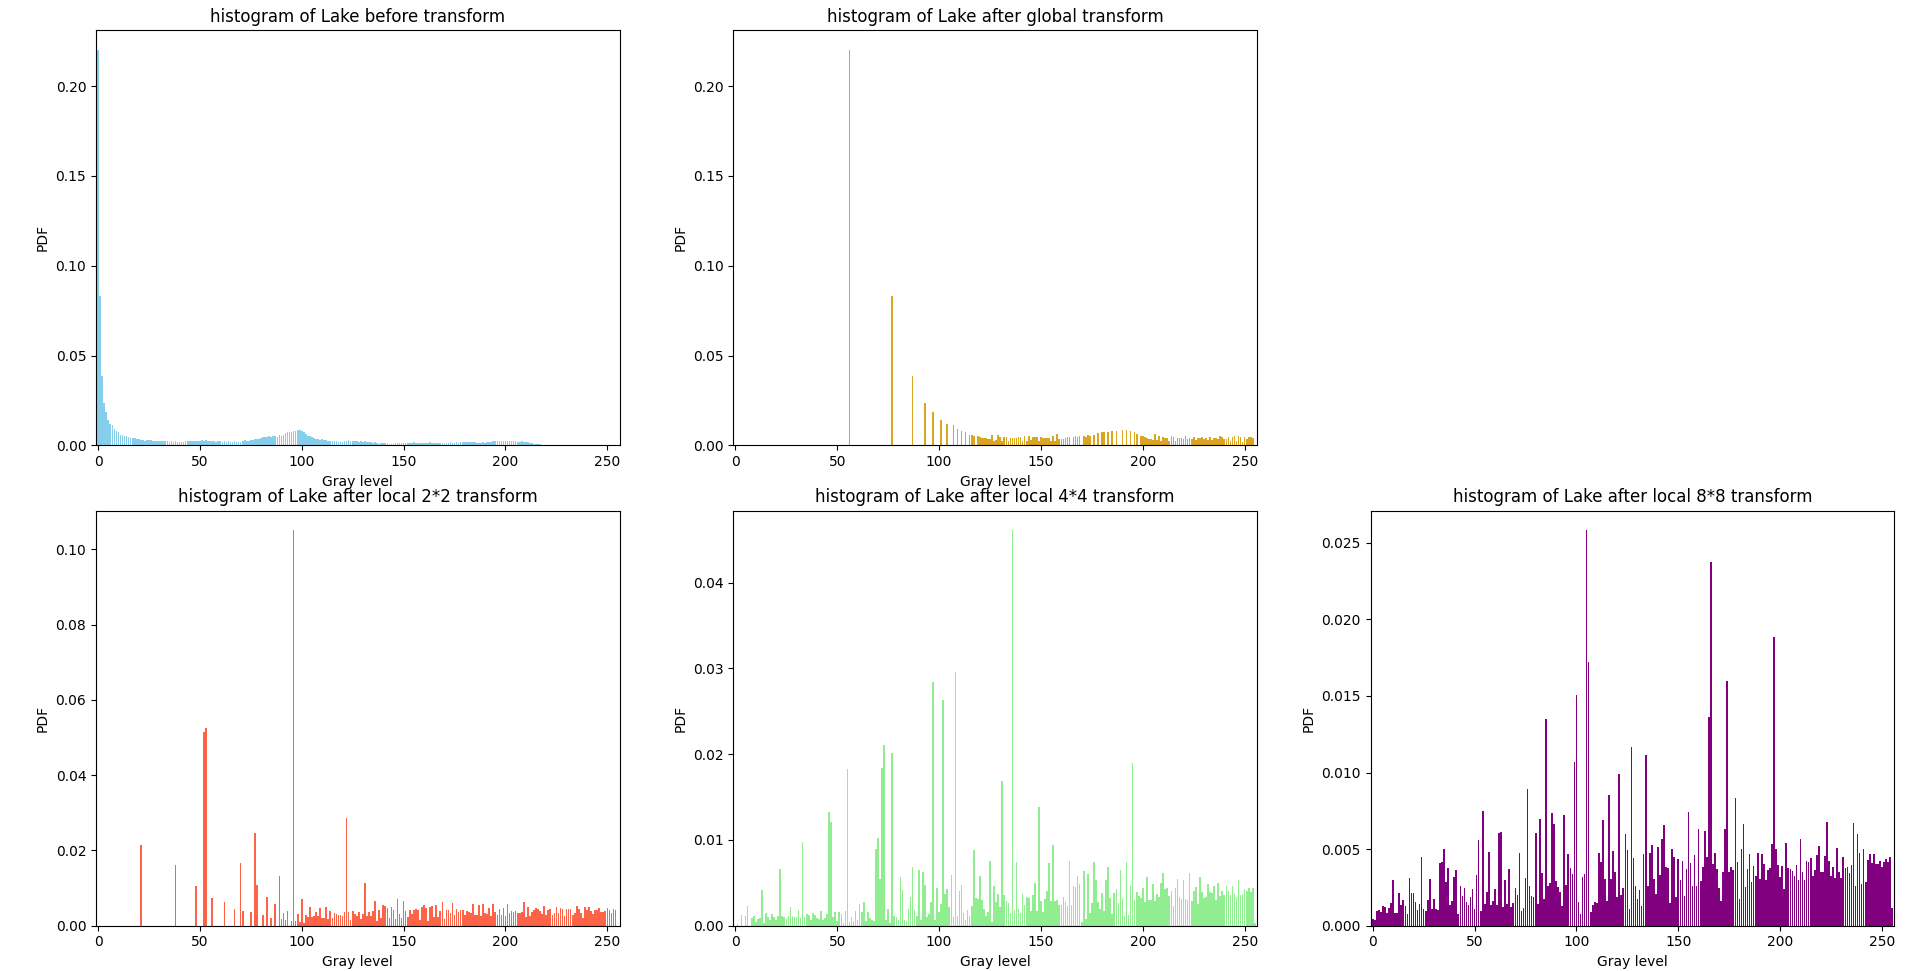 histogram of Lake before transform
PDF
0.20
0.15
0.10
0.05
0.00
0 50 100 150 200 250
Gray level
histogram of Lake after global transform
PDF
0.20
0.15
0.10
0.05
0.00
0 50 100 150 200 250
Gray level
histogram of Lake after local 2*2 transform
PDF
0.10
0.08
0.06
0.04
0.02
0.00
0 50 100 150 200 250
Gray level
histogram of Lake after local 4*4 transform
PDF
0.04
0.03
0.02
0.01
0.00
0 50 100 150 200 250
Gray level
histogram of Lake after local 8*8 transform
PDF
0.025
0.020
0.015
0.010
0.005
0.000
0 50 100 150 200 250
Gray level